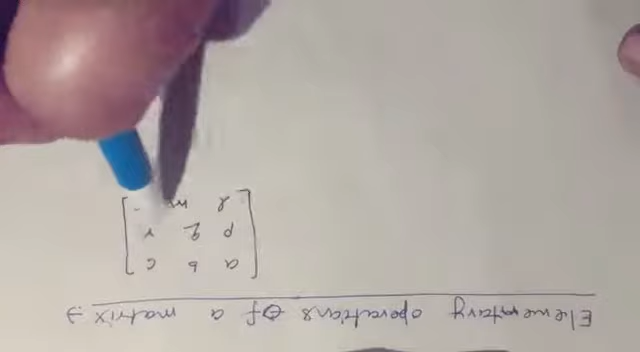 Elementary operations of a matrix →
a b c
p q r
l m